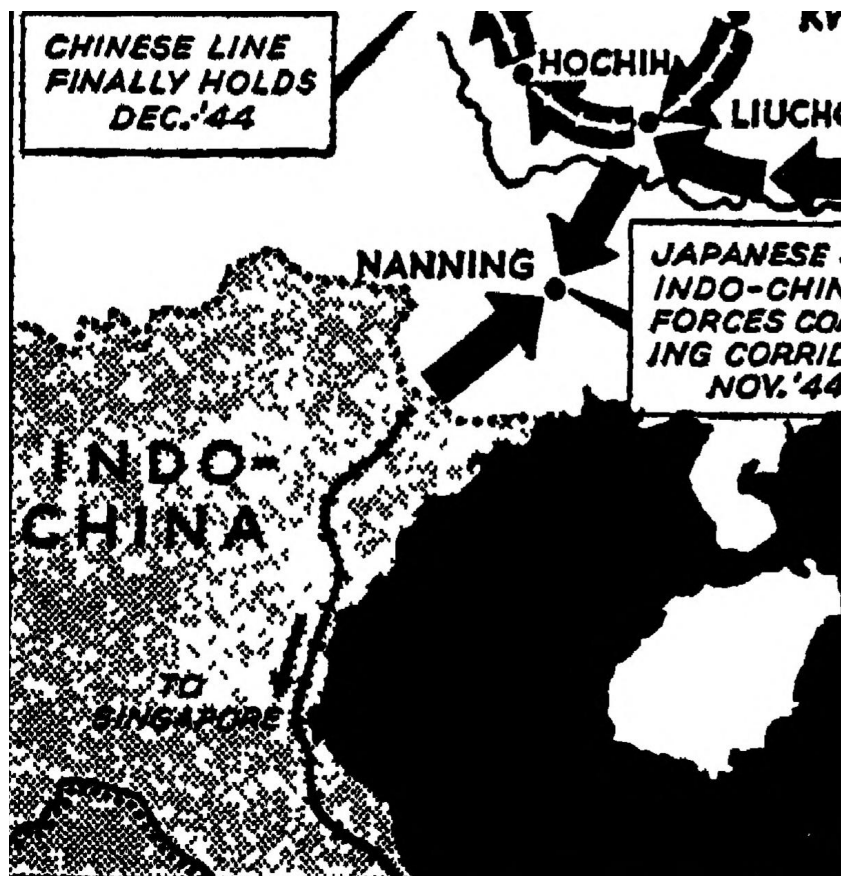 CHINESE LINE
FINALLY HOLDS
DEC.'44
HOCHIH
LIUCHO
NANNING
JAPANESE
INDO-CHIN
FORCES CO
ING CORRID
NOV.'44
INDO-
CHINA
TO
SINGAPORE